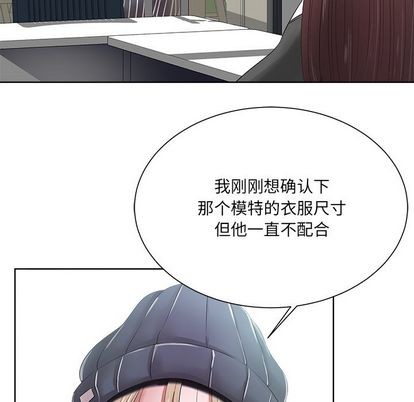 我刚刚想确认下
那个模特的衣服尺寸
但他一直不配合